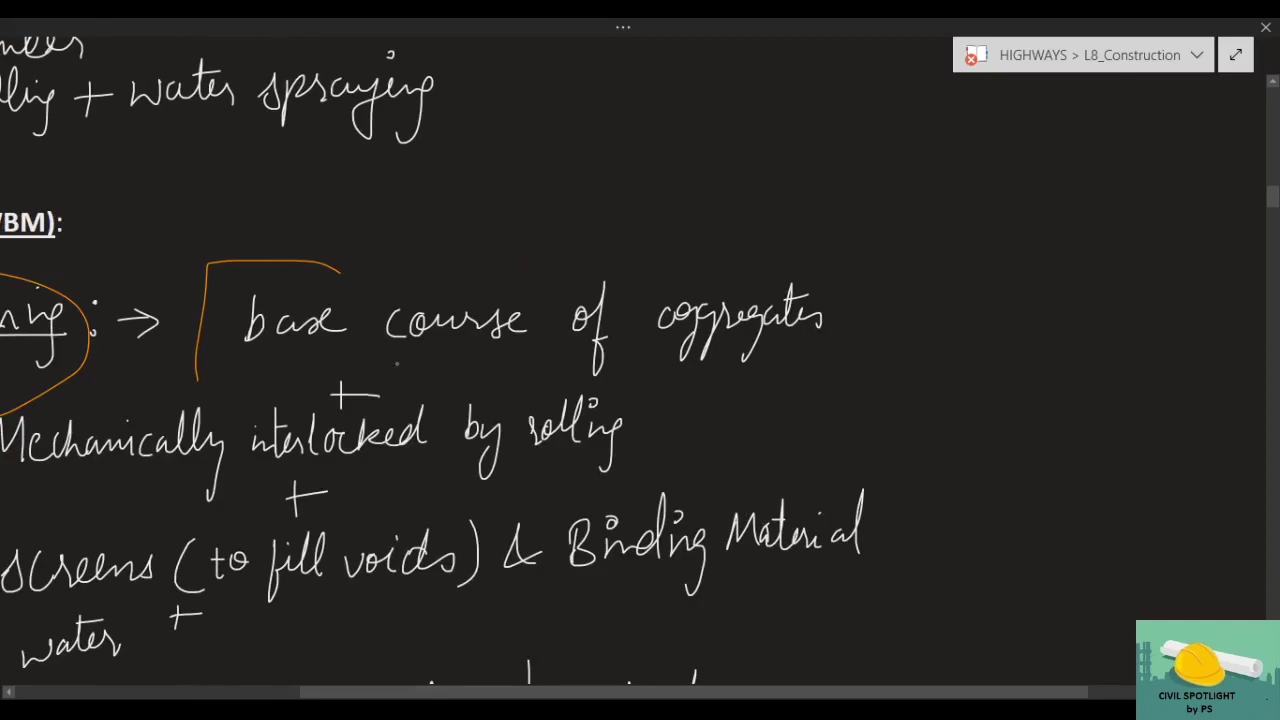 HIGHWAYS > L8_Construction
+ water spraying
VBM):
: → base course of aggregates
+
Mechanically interlocked by rolling
+
screens (to fill voids) & Binding Material
+
water
CIVIL SPOTLIGHT
by PS